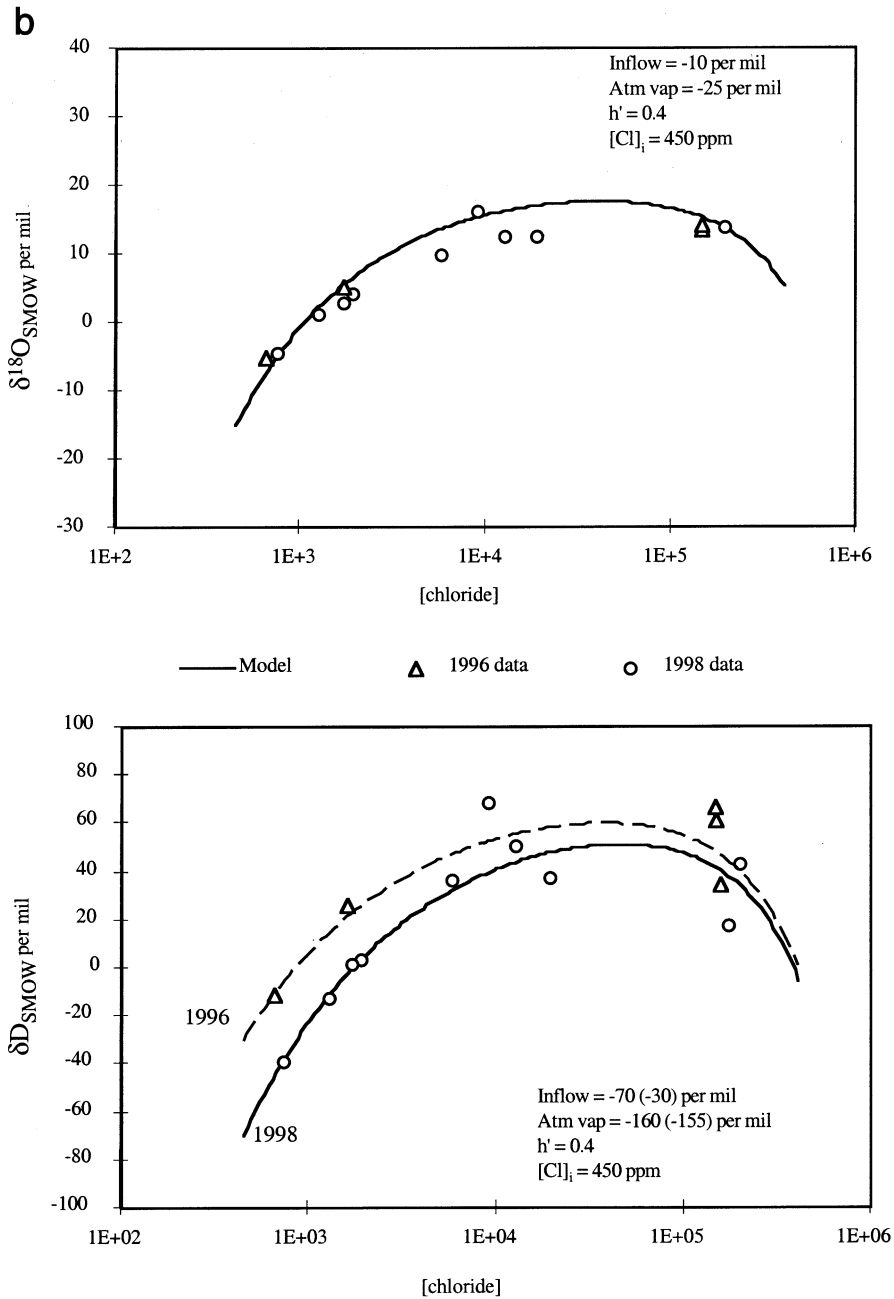 b
40
30
20
10
0
-10
-20
-30
δ18OSMOW per mil
Inflow = -10 per mil
Atm vap = -25 per mil
h' = 0.4
[Cl]i = 450 ppm
1E+2 1E+3 1E+4 1E+5 1E+6
[chloride]
Model 1996 data 1998 data
100
80
60
40
20
0
-20
-40
-60
-80
-100
δDSMOW per mil
1996
1998
Inflow = -70 (-30) per mil
Atm vap = -160 (-155) per mil
h' = 0.4
[Cl]i = 450 ppm
1E+02 1E+03 1E+04 1E+05 1E+06
[chloride]